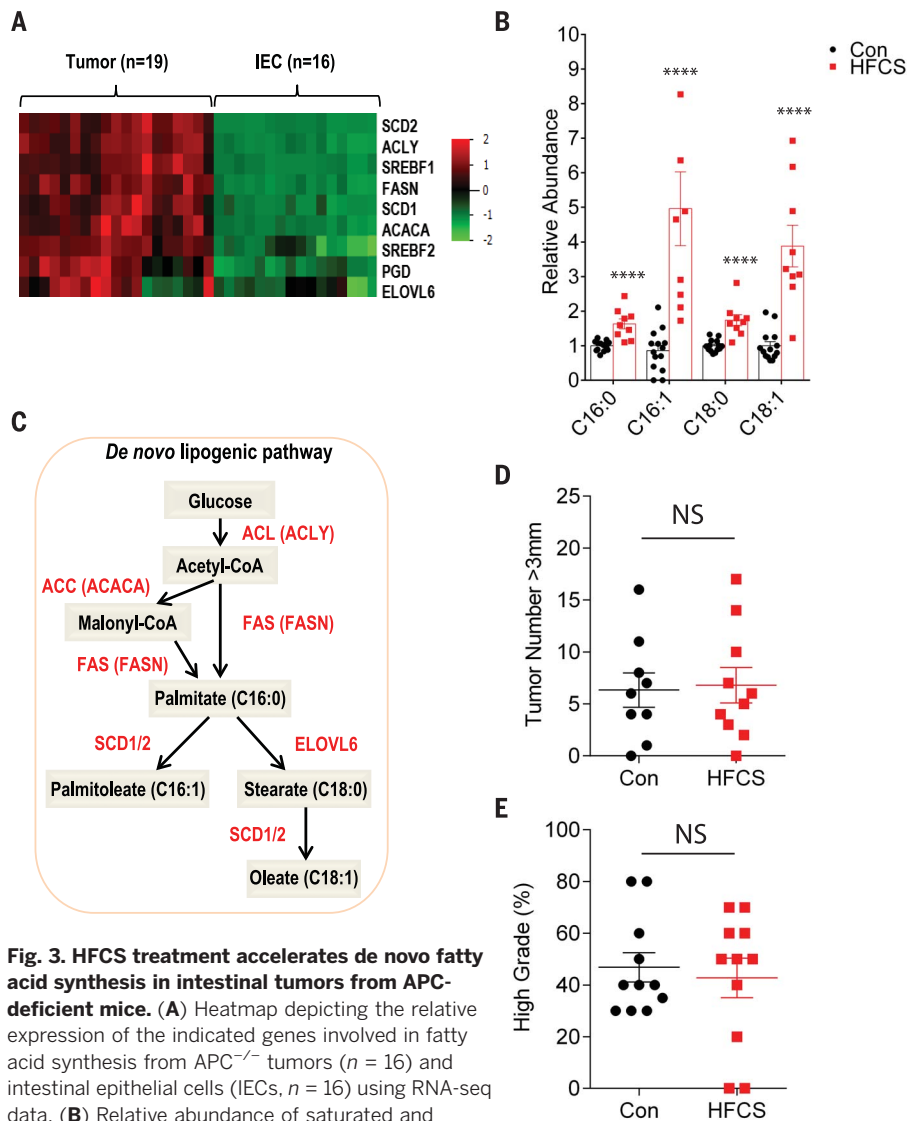 A
Tumor (n=19) IEC (n=16)
SCD2
ACLY
SREBF1
FASN
SCD1
ACACA
SREBF2
PGD
ELOVL6
2
1
0
-1
-2
B
Con
HFCS
Relative Abundance
10
9
8
7
6
5
4
3
2
1
0
**** **** **** ****
C16:0 C16:1 C18:0 C18:1
C
De novo lipogenic pathway
Glucose
ACL (ACLY)
Acetyl-CoA
ACC (ACACA)
Malonyl-CoA
FAS (FASN)
FAS (FASN)
Palmitate (C16:0)
SCD1/2 ELOVL6
Palmitoleate (C16:1) Stearate (C18:0)
SCD1/2
Oleate (C18:1)
D
Tumor Number >3mm
25
20
15
10
5
0
NS
Con HFCS
E
High Grade (%)
100
80
60
40
20
0
NS
Con HFCS
Fig. 3. HFCS treatment accelerates de novo fatty
acid synthesis in intestinal tumors from APC-
deficient mice. (A) Heatmap depicting the relative
expression of the indicated genes involved in fatty
acid synthesis from APC−/− tumors (n = 16) and
intestinal epithelial cells (IECs, n = 16) using RNA-seq
data. (B) Relative abundance of saturated and